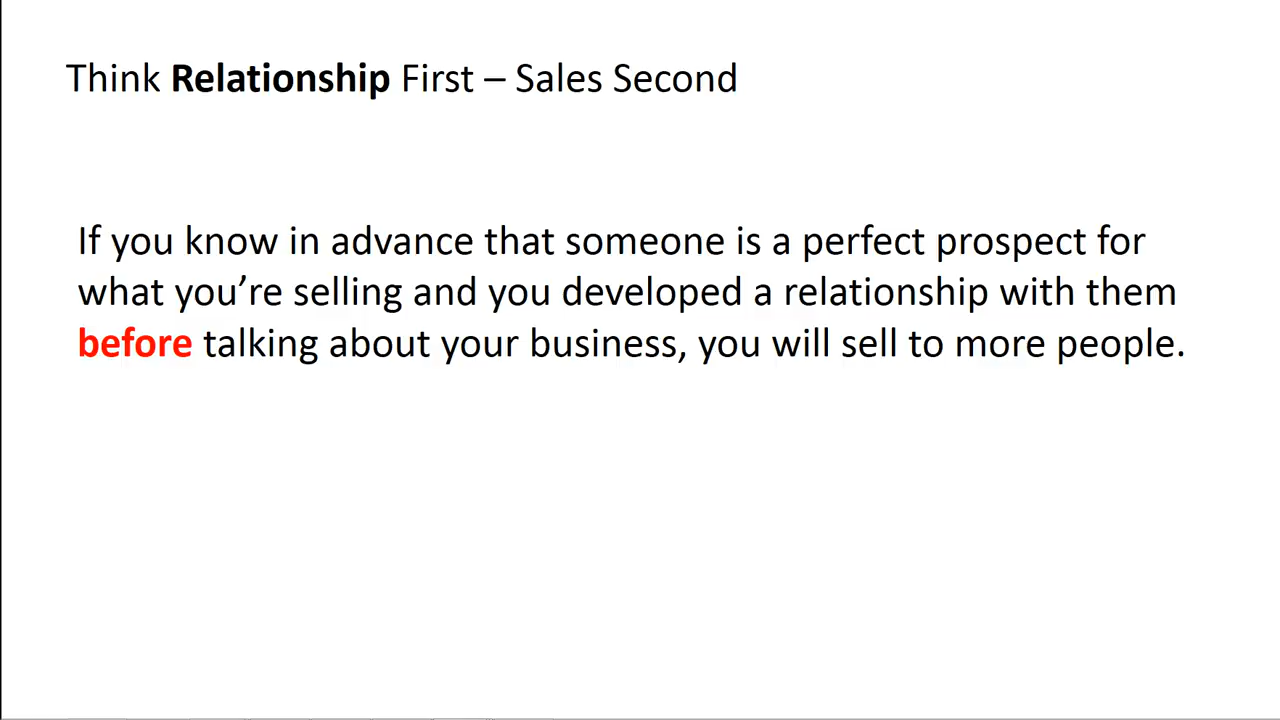 Think Relationship First – Sales Second
If you know in advance that someone is a perfect prospect for
what you’re selling and you developed a relationship with them
before talking about your business, you will sell to more people.